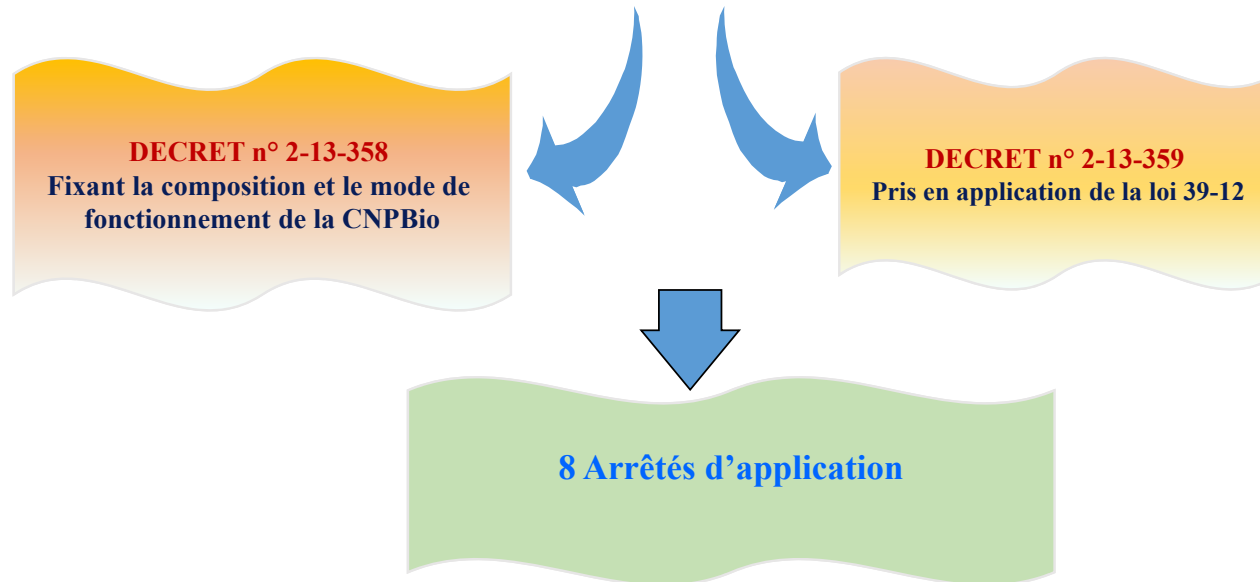 DECRET n° 2-13-358
Fixant la composition et le mode de
fonctionnement de la CNPBio
DECRET n° 2-13-359
Pris en application de la loi 39-12
8 Arrêtés d’application